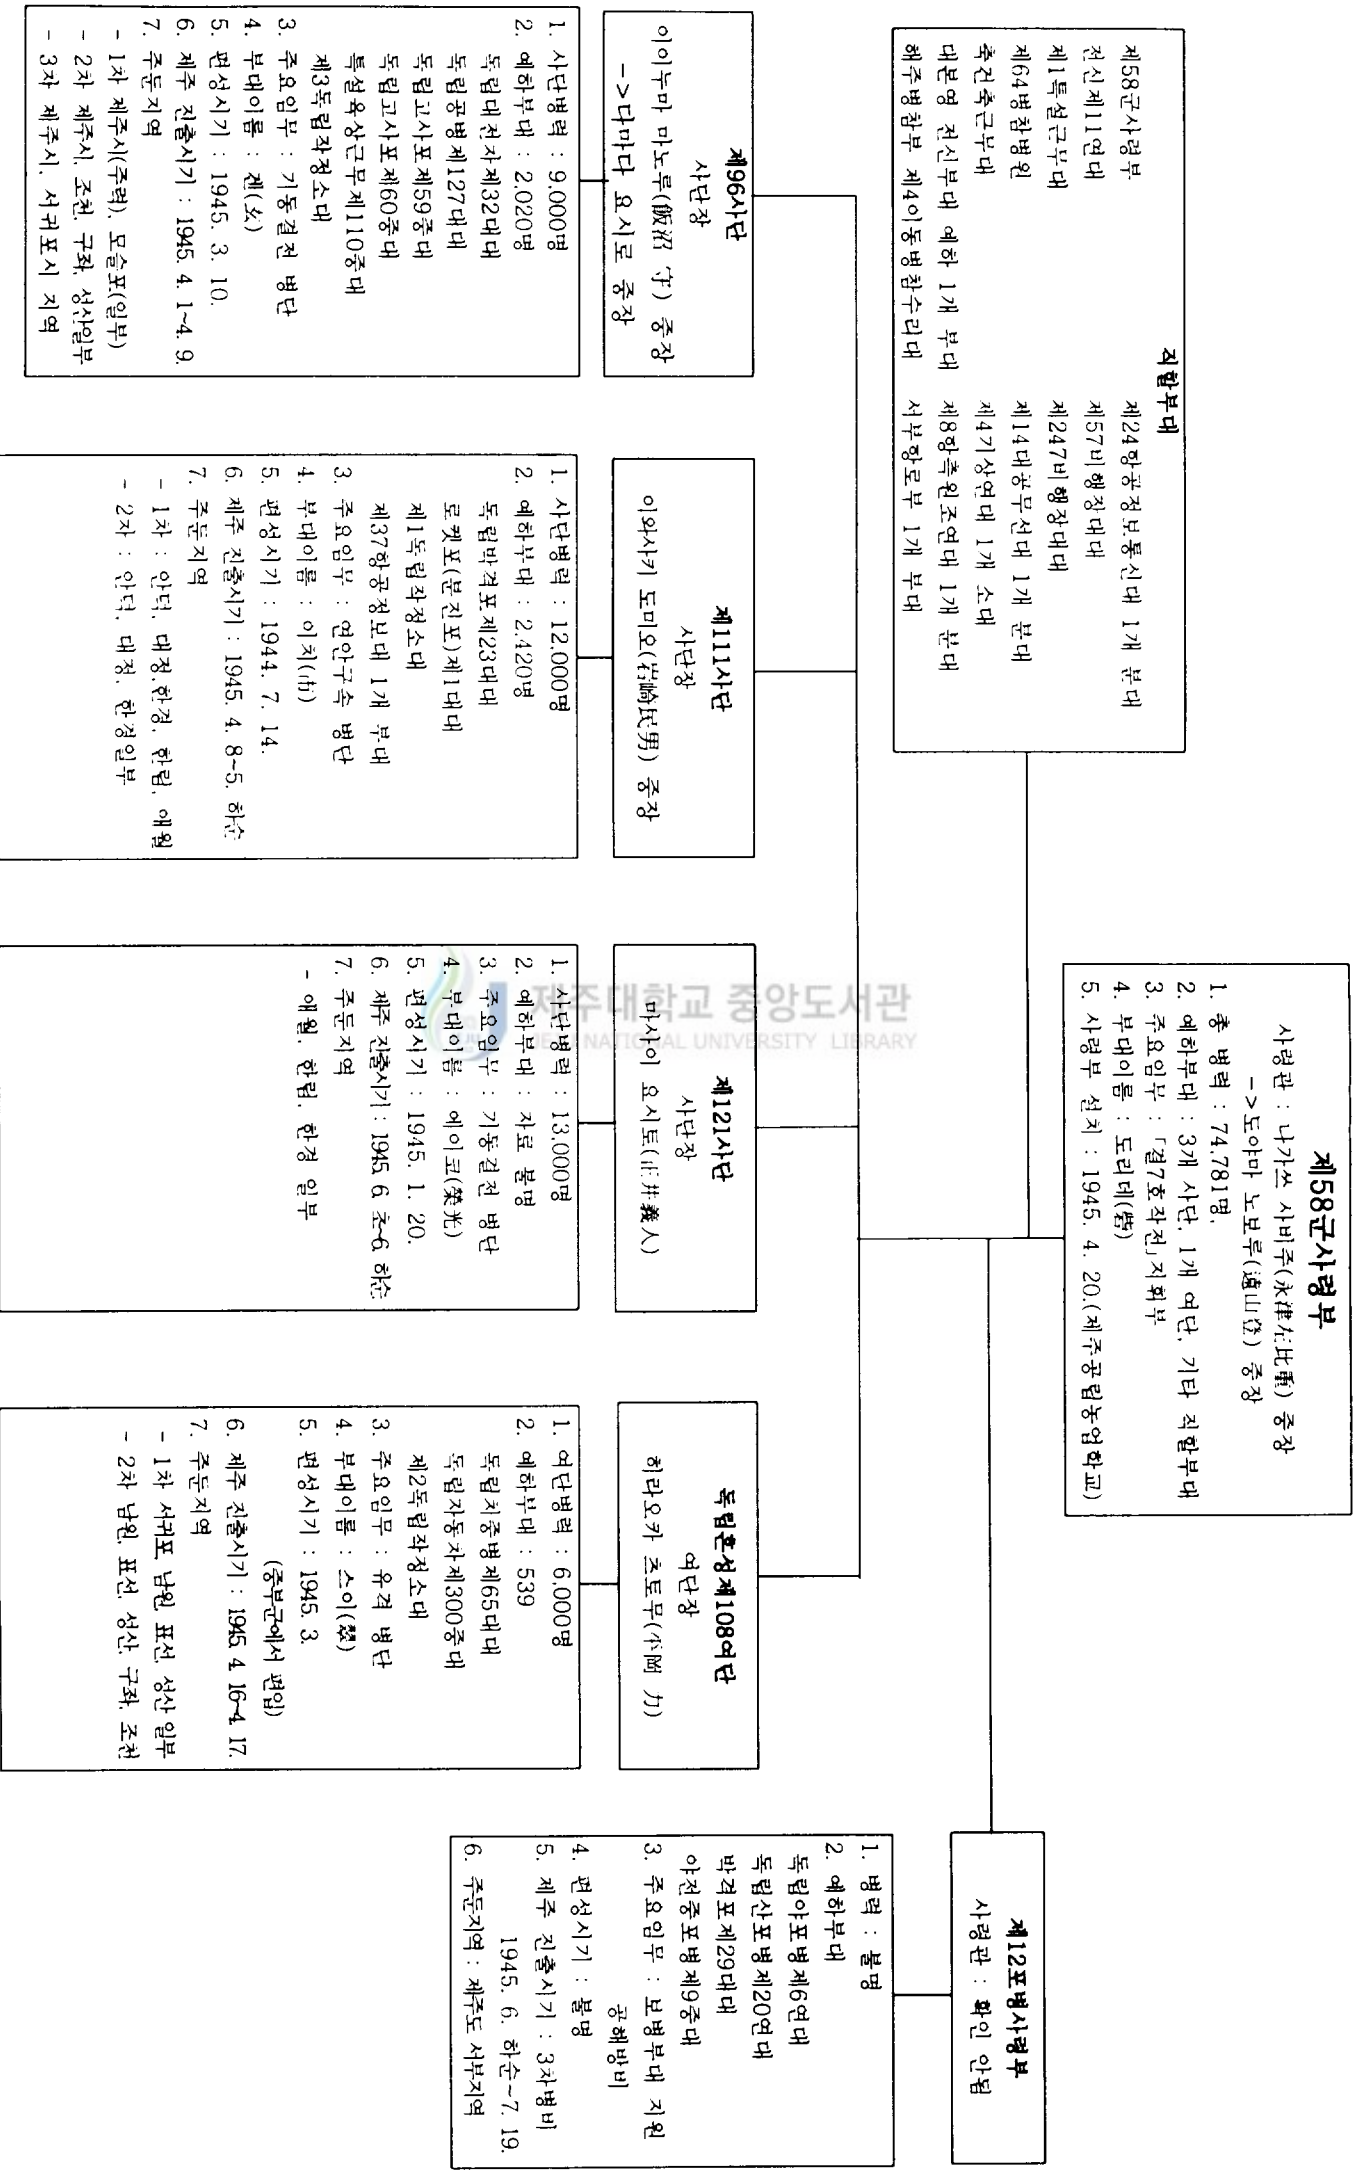 제58군사령부
사령관 : 나가쓰 사비주(永津左比重) 중장
->도야마 노보루(遠山登) 중장
1. 총 병력 : 74.781명.
2. 예하부대 : 3개 사단, 1개 여단, 기타 직할부대
3. 주요임무 : 「결7호작전」지휘부
4. 부대이름 : 도리데(砦)
5. 사령부 설치 : 1945. 4. 20.(제주공립농업학교)
직할부대
제58군사령부 제24항공정보통신대 1개 분대
전신제11연대 제57비행장대대
제1특설근무대 제247비행장대대
제64병참병원 제14대공무선대 1개 분대
축건축근무대 제4기상연대 1개 소대
대본영 전신부대 예하 1개 부대 제8항측원조연대 1개 분대
해주병참부 제4이동병참수리대 서부항로부 1개 부대
제12포병사령부
사령관 : 확인 안됨
1. 병력 : 불명
2. 예하부대
독립야포병제6연대
독립산포병제20연대
박격포제29대대
야전중포병제9중대
3. 주요임무 : 보병부대 지원
공해방비
4. 편성시기 : 불명
5. 제주 진출시기 : 3차병비
1945. 6. 하순~7. 19.
6. 주둔지역 : 제주도 서부지역
제96사단
사단장
이이누마 마노루(飯沼 守) 중장
->다마다 요시로 중장
1. 사단병력 : 9.000명
2. 예하부대 : 2.020명
독립대전차제32대대
독립공병제127대대
독립고사포제59중대
독립고사포제60중대
특설육상근무제110중대
제3독립작정소대
3. 주요임무 : 기동결전 병단
4. 부대이름 : 겐(玄)
5. 편성시기 : 1945. 3. 10.
6. 제주 진출시기 : 1945. 4. 1~4. 9.
7. 주둔지역
- 1차 제주시(주력). 모슬포(일부)
- 2차 제주시, 조천, 구좌, 성산일부
- 3차 제주시, 서귀포시 지역
제111사단
사단장
이와사키 도미오(岩崎民男) 중장
1. 사단병력 : 12.000명
2. 예하부대 : 2.420명
독립박격포제23대대
로켓포(분진포)제1대대
제1독립작정소대
제37항공정보대 1개 부대
3. 주요임무 : 연안구속 병단
4. 부대이름 : 이치(市)
5. 편성시기 : 1944. 7. 14.
6. 제주 진출시기 : 1945. 4. 8~5. 하순
7. 주둔지역
- 1차 : 안덕, 대정,한경, 한림, 애월
- 2차 : 안덕, 대정, 한경일부
제121사단
사단장
마사이 요시토(正井義人)
1. 사단병력 : 13.000명
2. 예하부대 : 자료 불명
3. 주요임무 : 기동결전 병단
4. 부대이름 : 에이코(榮光)
5. 편성시기 : 1945. 1. 20.
6. 제주 진출시기 : 1945. 6. 초~6. 하순
7. 주둔지역
- 애월, 한림, 한경 일부
제주대학교 중앙도서관
JEJU NATIONAL UNIVERSITY LIBRARY
독립혼성제108여단
여단장
히라오카 츠토무(平岡 力)
1. 여단병력 : 6.000명
2. 예하부대 : 539
독립치중병제65대대
독립자동차제300중대
제2독립작정소대
3. 주요임무 : 유격 병단
4. 부대이름 : 스이(翠)
5. 편성시기 : 1945. 3.
(중부군에서 편입)
6. 제주 진출시기 : 1945. 4. 16~4. 17.
7. 주둔지역
- 1차 서귀포, 남원, 표선, 성산 일부
- 2차 남원, 표선, 성산, 구좌, 조천